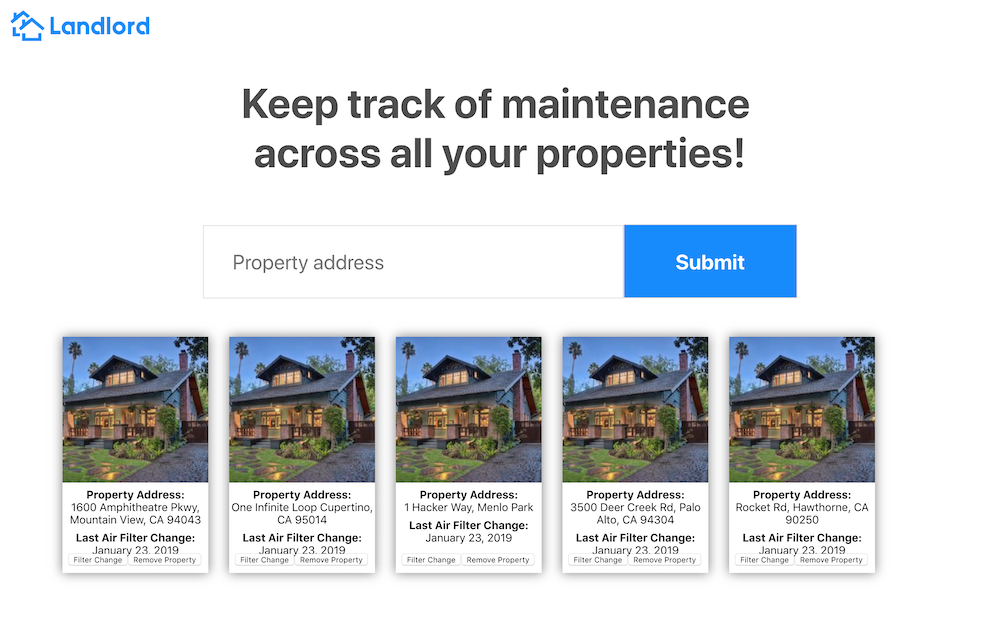 Landlord
Keep track of maintenance
across all your properties!
Property address
Submit
Property Address:
1600 Amphitheatre Pkwy,
Mountain View, CA 94043
Last Air Filter Change:
January 23, 2019
Filter Change
Remove Property
Property Address:
One Infinite Loop Cupertino,
CA 95014
Last Air Filter Change:
January 23, 2019
Filter Change
Remove Property
Property Address:
1 Hacker Way, Menlo Park
Last Air Filter Change:
January 23, 2019
Filter Change
Remove Property
Property Address:
3500 Deer Creek Rd, Palo
Alto, CA 94304
Last Air Filter Change:
January 23, 2019
Filter Change
Remove Property
Property Address:
Rocket Rd, Hawthorne, CA
90250
Last Air Filter Change:
January 23, 2019
Filter Change
Remove Property